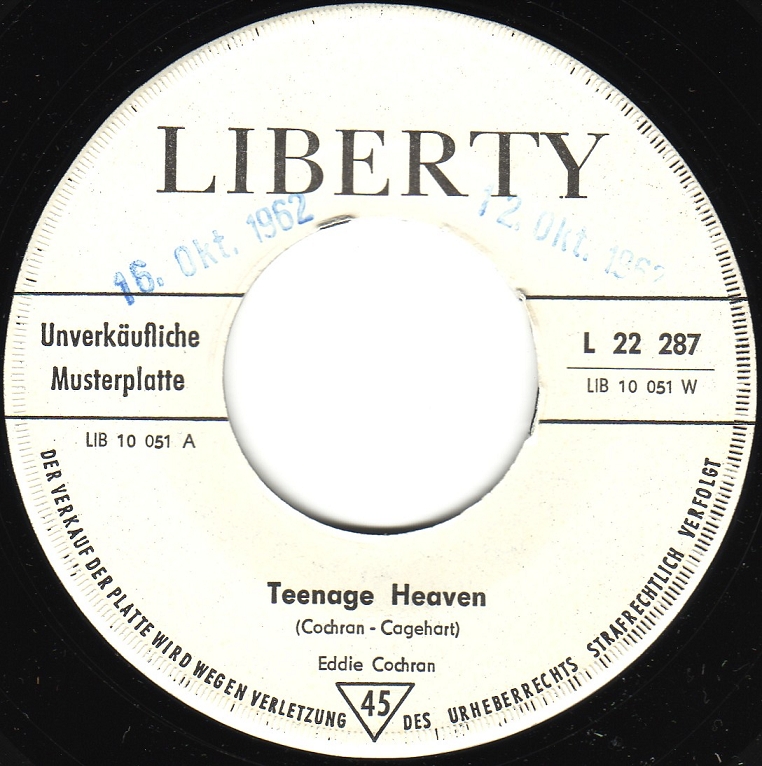 LIBERTY
16. Okt. 1962
12. Okt. 1962
Unverkäufliche
Musterplatte
L 22 287
LIB 10 051 W
LIB 10 051 A
Teenage Heaven
(Cochran - Cagehart)
Eddie Cochran
45
DER VERKAUF DER PLATTE WIRD WEGEN VERLETZUNG DES URHEBERRECHTS STRAFRECHTLICH VERFOLGT